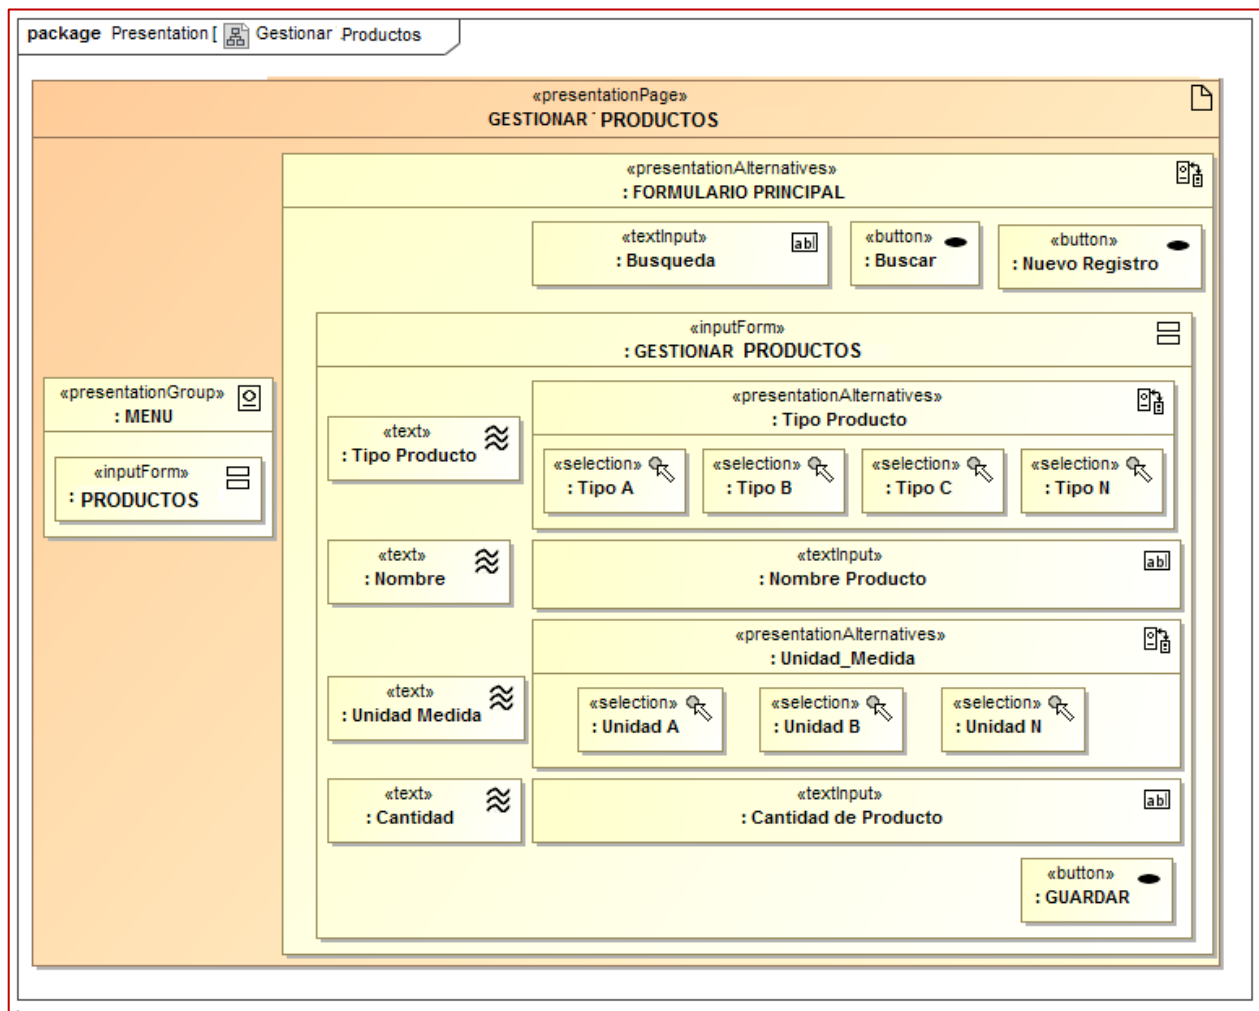 package Presentation [ Gestionar Productos
«presentationPage»
GESTIONAR PRODUCTOS
«presentationAlternatives»
: FORMULARIO PRINCIPAL
«textInput»
: Busqueda
abl
«button»
: Buscar
«button»
: Nuevo Registro
«inputForm»
: GESTIONAR PRODUCTOS
«presentationGroup»
: MENU
«inputForm»
: PRODUCTOS
«text»
: Tipo Producto
«presentationAlternatives»
: Tipo Producto
«selection»
: Tipo A
«selection»
: Tipo B
«selection»
: Tipo C
«selection»
: Tipo N
«text»
: Nombre
«textInput»
: Nombre Producto
abl
«text»
: Unidad Medida
«presentationAlternatives»
: Unidad_Medida
«selection»
: Unidad A
«selection»
: Unidad B
«selection»
: Unidad N
«text»
: Cantidad
«textInput»
: Cantidad de Producto
abl
«button»
: GUARDAR